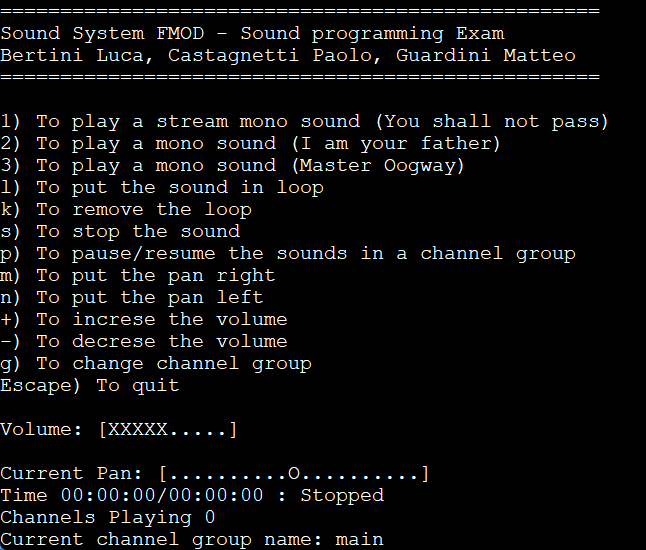 ==================================================
Sound System FMOD - Sound programming Exam
Bertini Luca, Castagnetti Paolo, Guardini Matteo
==================================================
1) To play a stream mono sound (You shall not pass)
2) To play a mono sound (I am your father)
3) To play a mono sound (Master Oogway)
l) To put the sound in loop
k) To remove the loop
s) To stop the sound
p) To pause/resume the sounds in a channel group
m) To put the pan right
n) To put the pan left
+) To increse the volume
-) To decrese the volume
g) To change channel group
Escape) To quit
Volume: [XXXXX.....]
Current Pan: [..........O..........]
Time 00:00:00/00:00:00 : Stopped
Channels Playing 0
Current channel group name: main